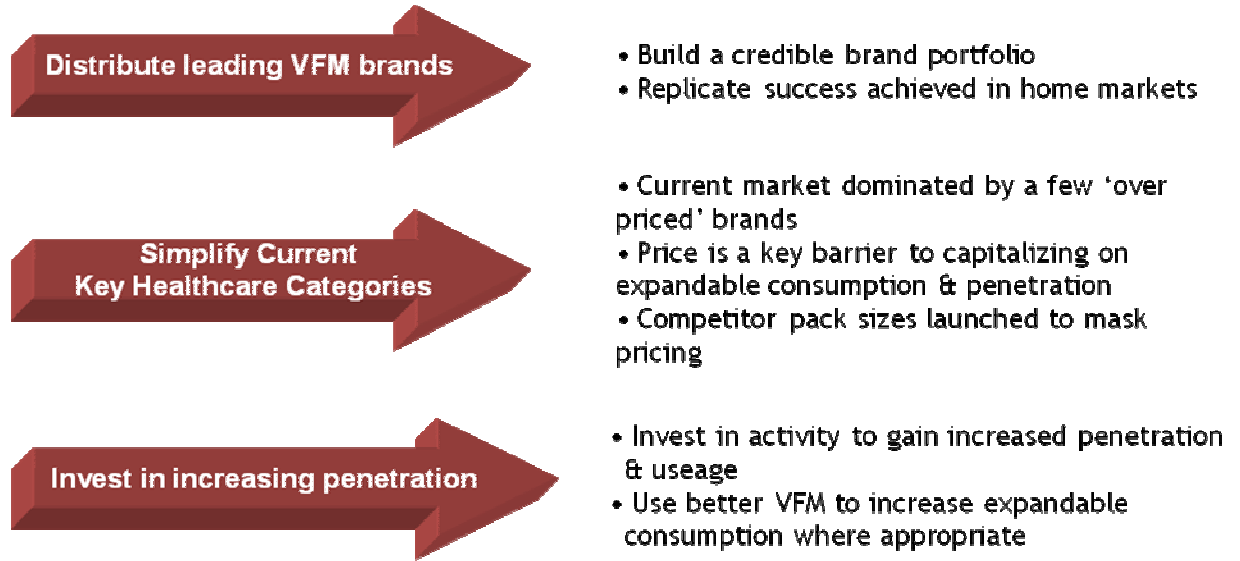 Distribute leading VFM brands
• Build a credible brand portfolio
• Replicate success achieved in home markets
Simplify Current
Key Healthcare Categories
• Current market dominated by a few ‘over
priced’ brands
• Price is a key barrier to capitalizing on
expandable consumption & penetration
• Competitor pack sizes launched to mask
pricing
Invest in increasing penetration
• Invest in activity to gain increased penetration
& useage
• Use better VFM to increase expandable
consumption where appropriate